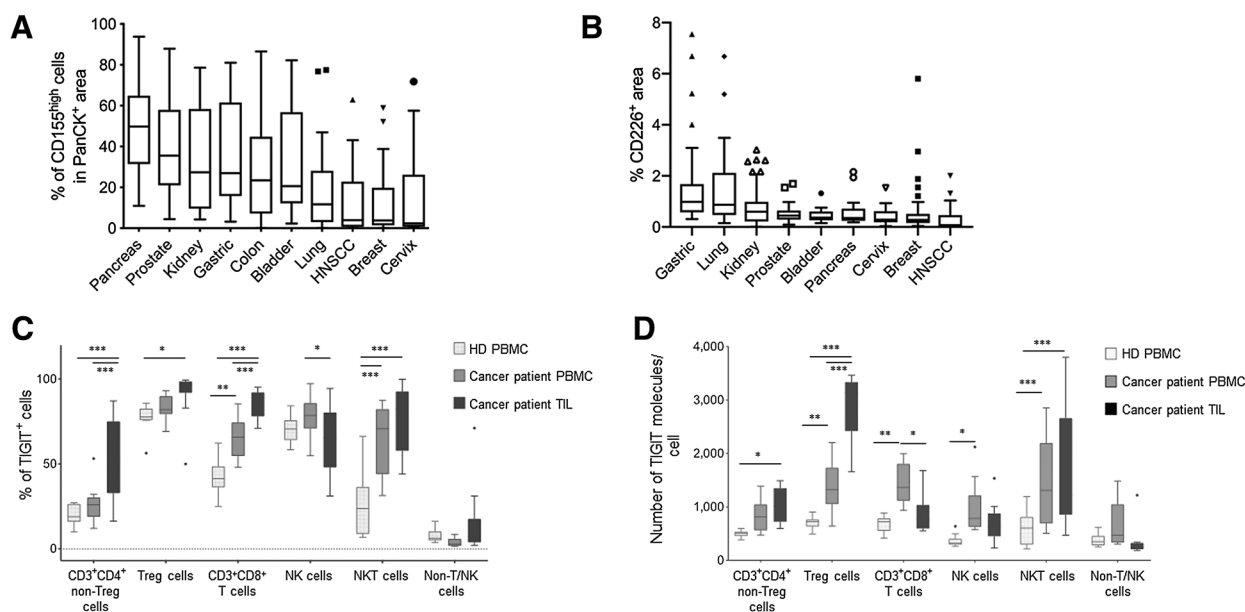 A
% of CD155high cells
in PanCK+ area
100
80
60
40
20
0
Pancreas
Prostate
Kidney
Gastric
Colon
Bladder
Lung
HNSCC
Breast
Cervix
B
% CD226+ area
8
6
4
2
0
Gastric
Lung
Kidney
Prostate
Bladder
Pancreas
Cervix
Breast
HNSCC
C
% of TIGIT+ cells
100
50
0
***
***
*
***
***
**
*
***
***
HD PBMC
Cancer patient PBMC
Cancer patient TIL
CD3+CD4+
non-Treg
cells
Treg cells
CD3+CD8+
T cells
NK cells
NKT cells
Non-T/NK
cells
D
Number of TIGIT molecules/
cell
4,000
3,000
2,000
1,000
0
*
***
***
**
**
*
*
***
***
HD PBMC
Cancer patient PBMC
Cancer patient TIL
CD3+CD4+
non-Treg
cells
Treg cells
CD3+CD8+
T cells
NK cells
NKT cells
Non-T/NK
cells